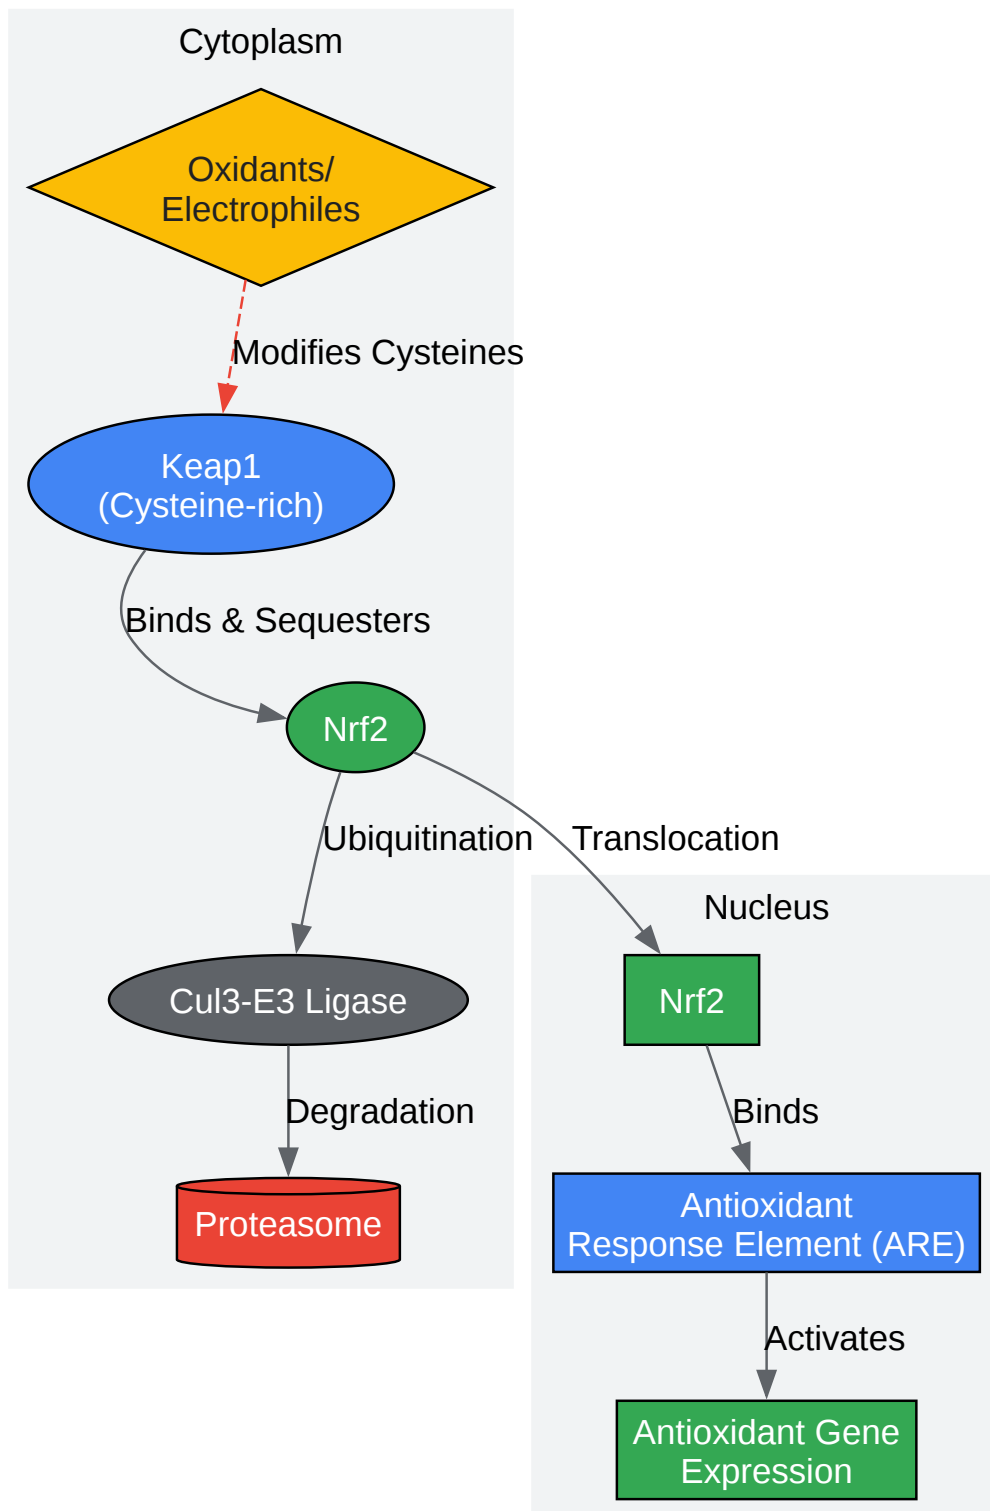 Cytoplasm
Oxidants/
Electrophiles
Modifies Cysteines
Keap1
(Cysteine-rich)
Binds & Sequesters
Nrf2
Ubiquitination
Translocation
Nucleus
Cul3-E3 Ligase
Nrf2
Degradation
Binds
Proteasome
Antioxidant
Response Element (ARE)
Activates
Antioxidant Gene
Expression